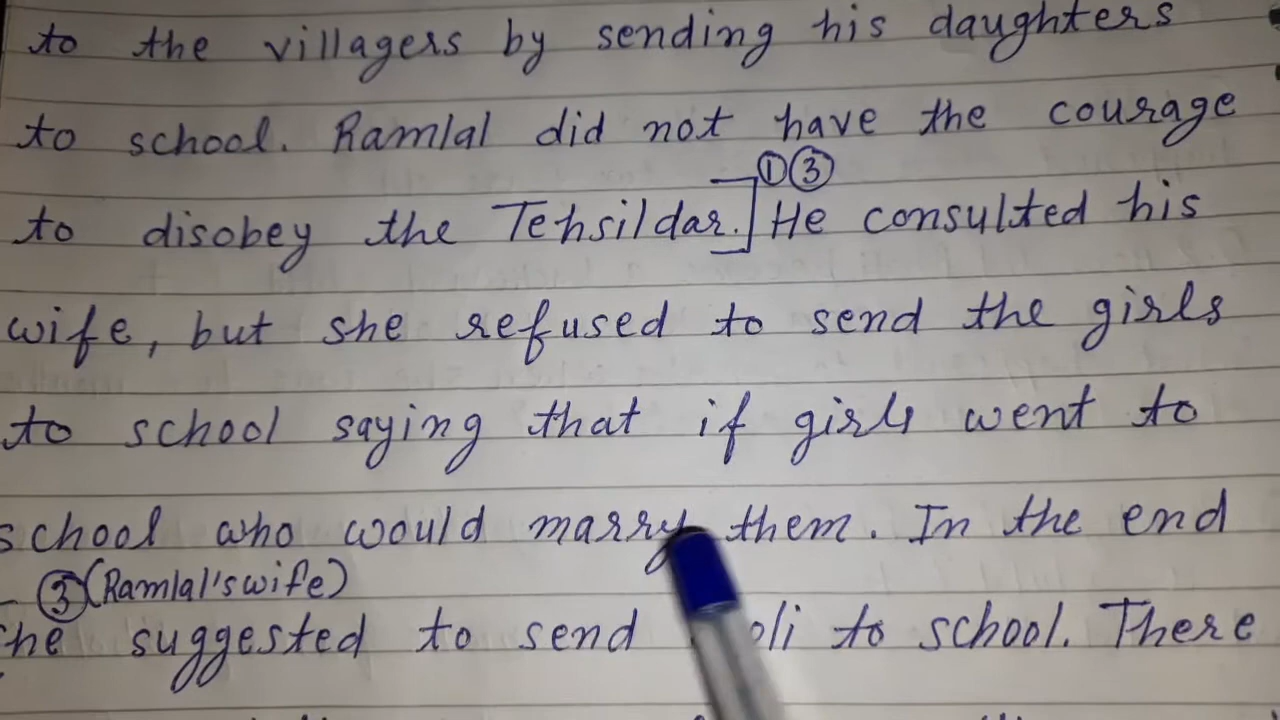 to the villagers by sending his daughters
to school. Ramlal did not have the courage
①③
to disobey the Tehsildar.] He consulted his
wife, but she refused to send the girls
to school saying that if girls went to
school who would marry them. In the end
③(Ramlal's wife)
he suggested to send oli to school. There